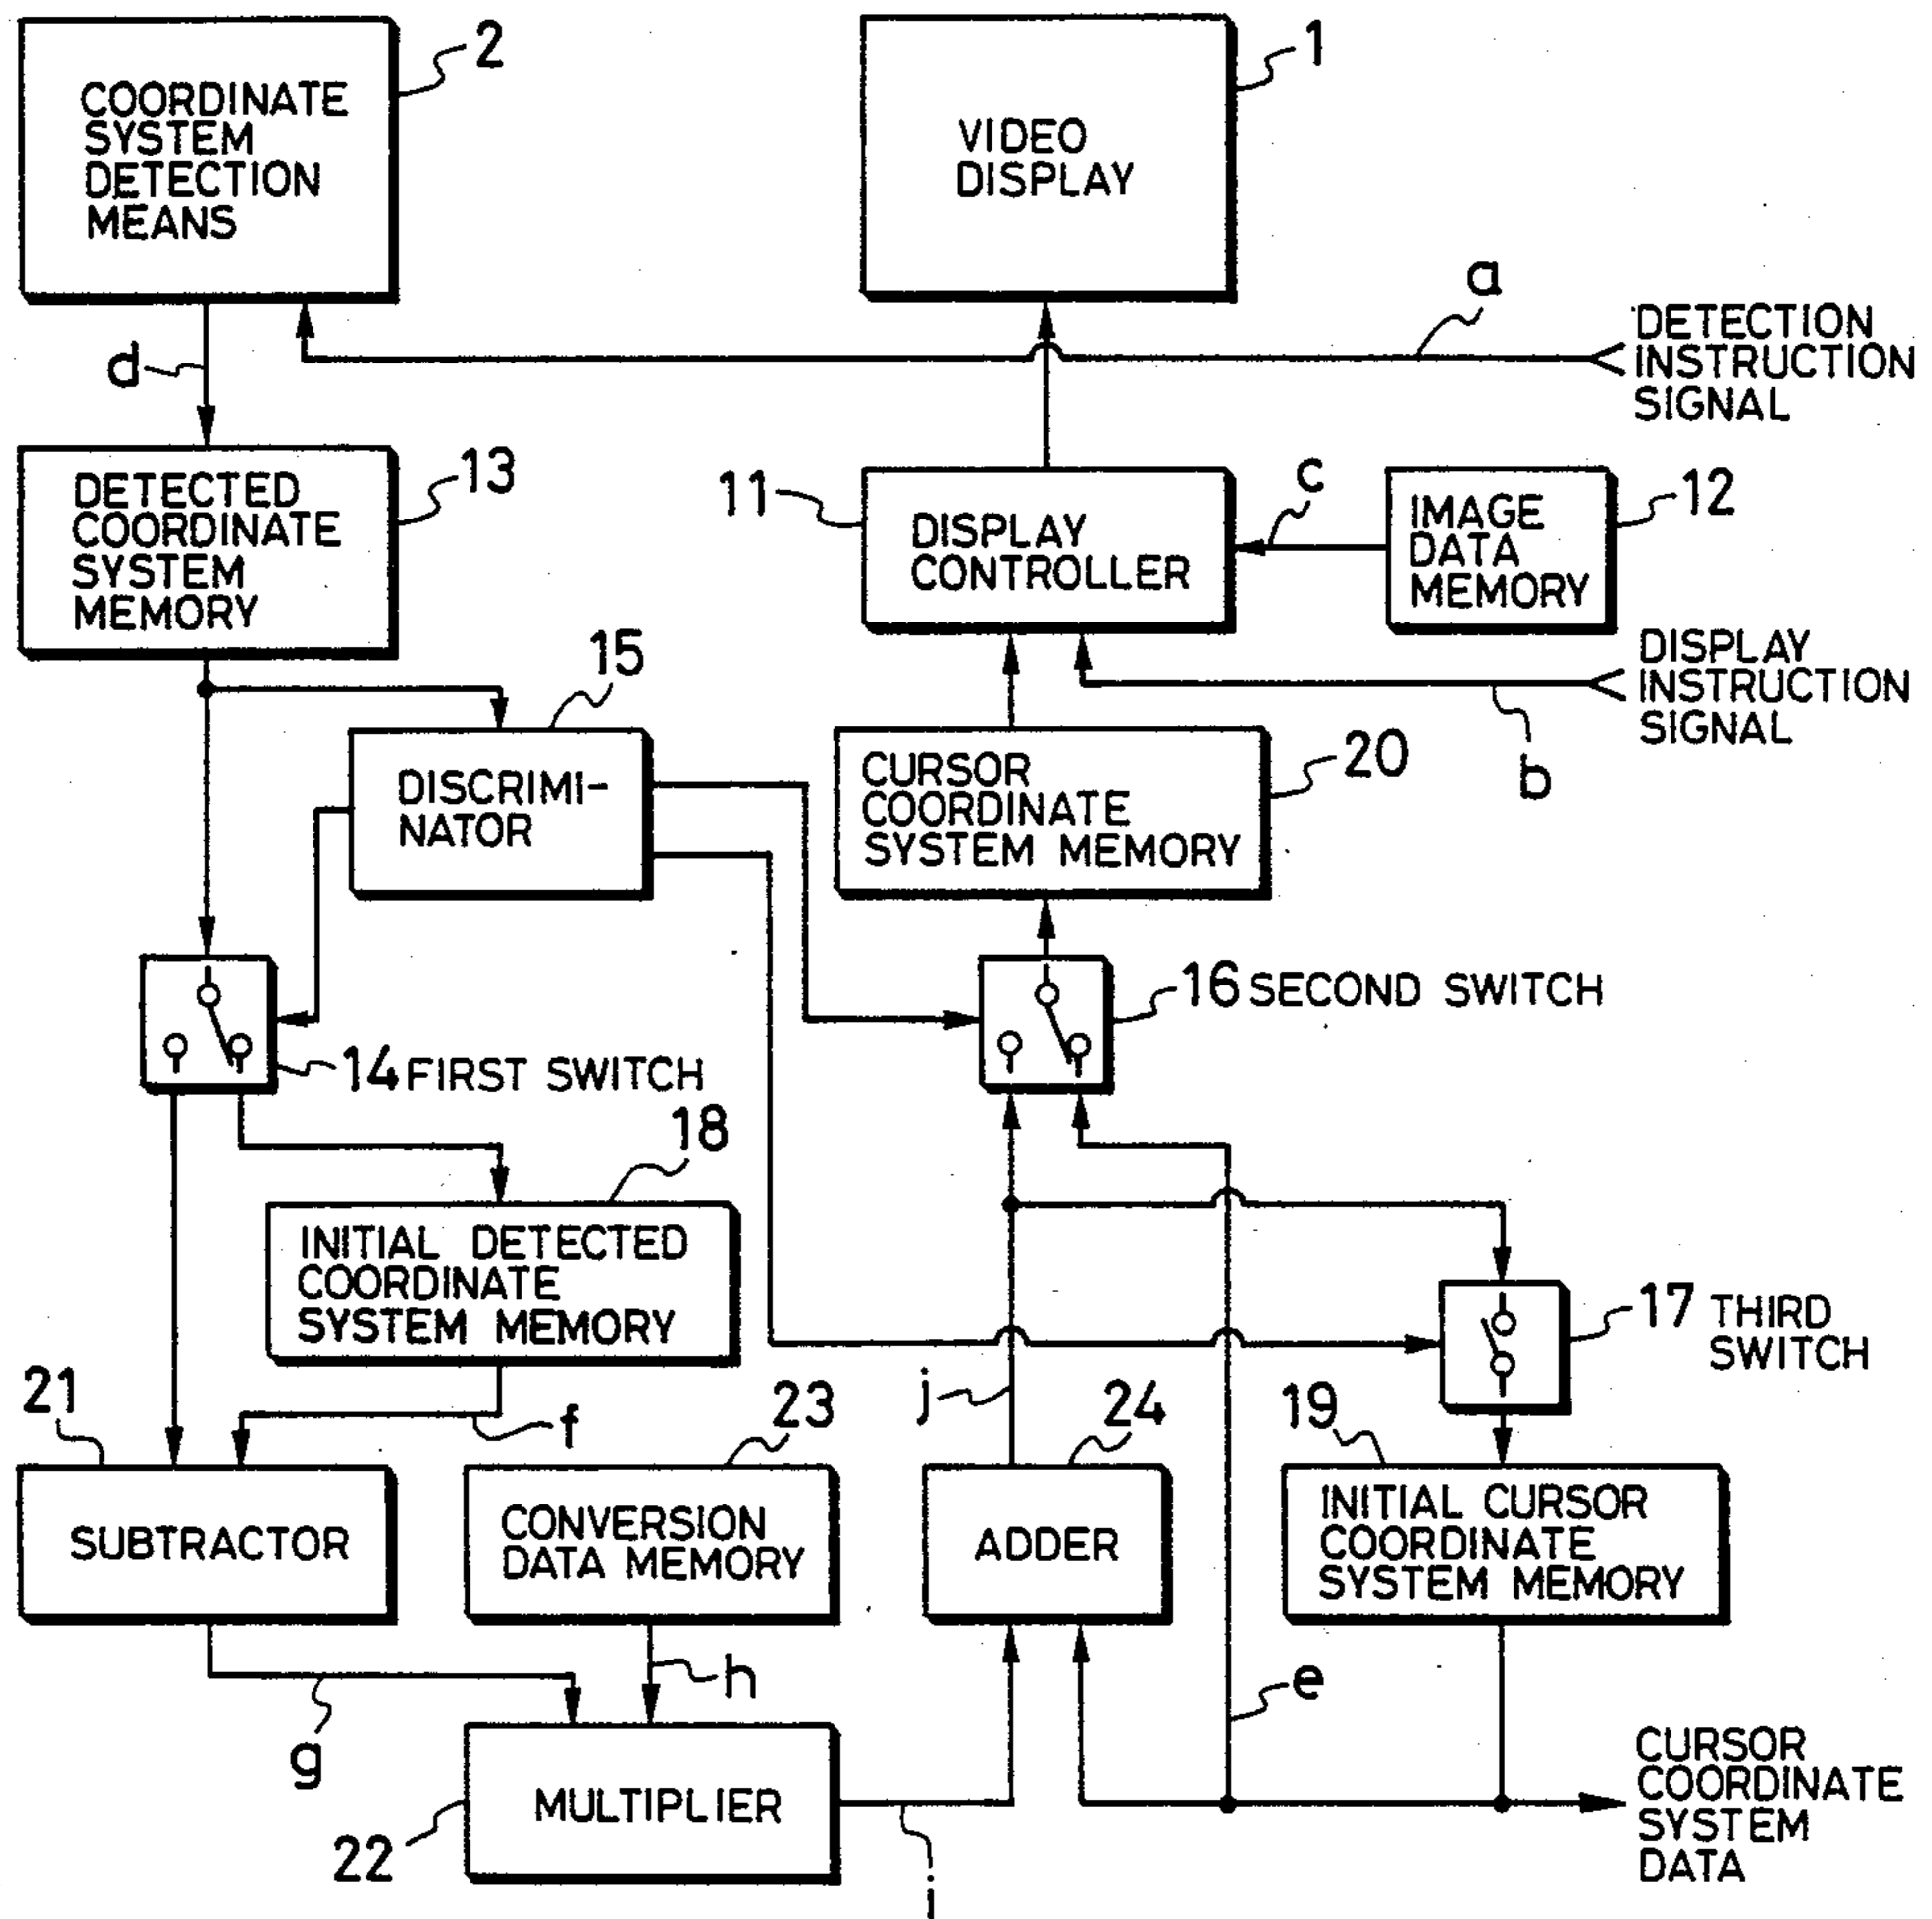 2
1
COORDINATE
SYSTEM
DETECTION
MEANS
VIDEO
DISPLAY
a
DETECTION
INSTRUCTION
SIGNAL
d
DETECTED
COORDINATE
SYSTEM
MEMORY
13
11
DISPLAY
CONTROLLER
c
IMAGE
DATA
MEMORY
12
DISPLAY
INSTRUCTION
SIGNAL
b
15
DISCRIMI-
NATOR
CURSOR
COORDINATE
SYSTEM MEMORY
20
14 FIRST SWITCH
16 SECOND SWITCH
18
INITIAL DETECTED
COORDINATE
SYSTEM MEMORY
17 THIRD
SWITCH
21
f
23
j
24
19
SUBTRACTOR
CONVERSION
DATA MEMORY
ADDER
INITIAL CURSOR
COORDINATE
SYSTEM MEMORY
g
h
e
MULTIPLIER
22
i
CURSOR
COORDINATE
SYSTEM
DATA